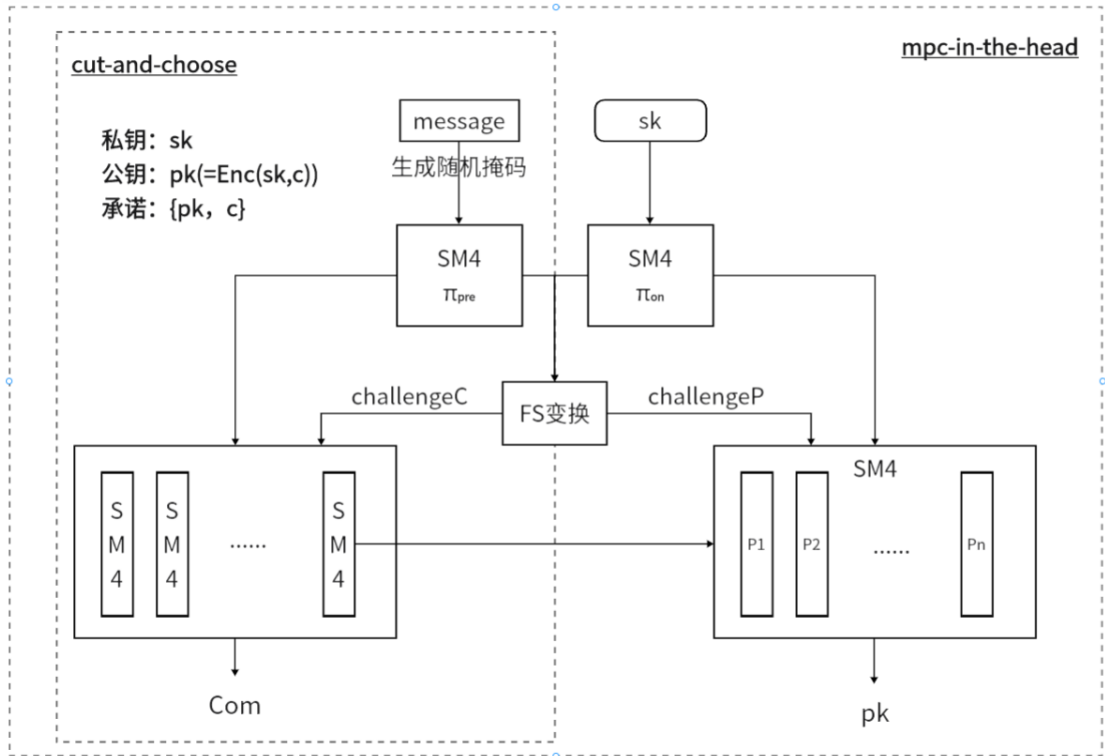 cut-and-choose
mpc-in-the-head
私钥：sk
公钥：pk(=Enc(sk,c))
承诺：{pk，c}
message
sk
生成随机掩码
SM4
πpre
SM4
πon
challengeC
FS变换
challengeP
S
M
4
S
M
4
......
S
M
4
SM4
P1
P2
......
Pn
Com
pk